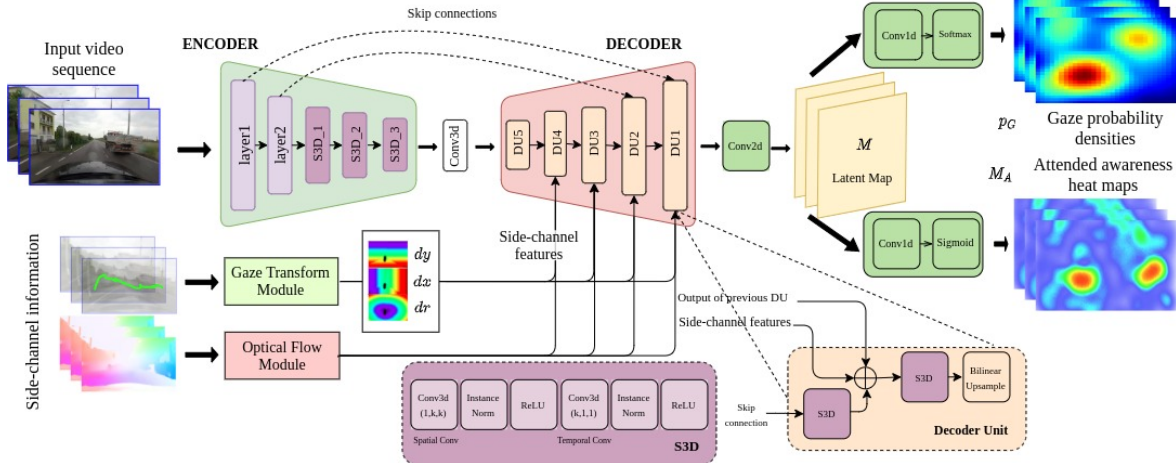 Input video
sequence
ENCODER
Skip connections
DECODER
layer1
layer2
S3D_1
S3D_2
S3D_3
Conv3d
DU5
DU4
DU3
DU2
DU1
Conv2d
M
Latent Map
Conv1d
Softmax
p_G
Gaze probability
densities
M_A
Attended awareness
heat maps
Conv1d
Sigmoid
Side-channel information
Gaze Transform
Module
dy
dx
dr
Side-channel
features
Optical Flow
Module
Output of previous DU
Side-channel features
Conv3d
(1,k,k)
Instance
Norm
ReLU
Conv3d
(k,1,1)
Instance
Norm
ReLU
Spatial Conv
Temporal Conv
S3D
Skip
connection
S3D
S3D
Bilinear
Upsample
Decoder Unit